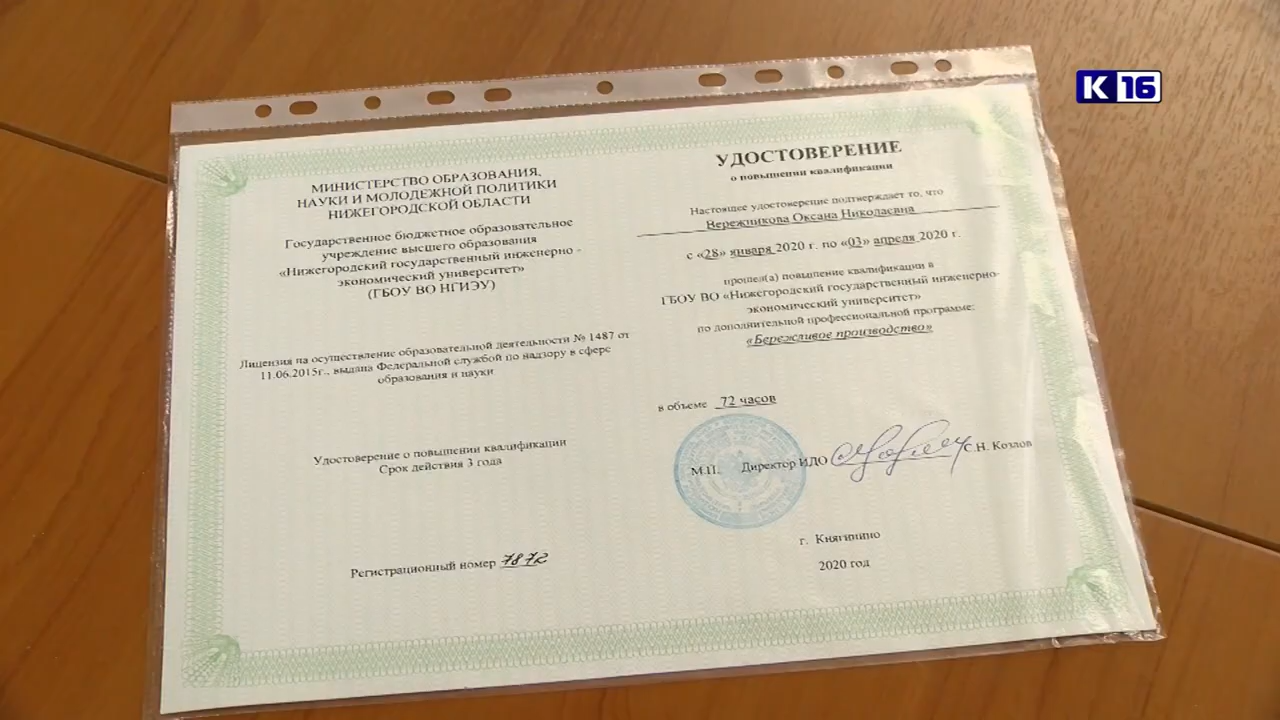 К 16
МИНИСТЕРСТВО ОБРАЗОВАНИЯ,
НАУКИ И МОЛОДЕЖНОЙ ПОЛИТИКИ
НИЖЕГОРОДСКОЙ ОБЛАСТИ
Государственное бюджетное образовательное
учреждение высшего образования
«Нижегородский государственный инженерно -
экономический университет»
(ГБОУ ВО НГИЭУ)
Лицензия на осуществление образовательной деятельности № 1487 от
11.06.2015г., выдана Федеральной службой по надзору в сфере
образования и науки
Удостоверение о повышении квалификации
Срок действия 3 года
Регистрационный номер 7872
УДОСТОВЕРЕНИЕ
о повышении квалификации
Настоящее удостоверение подтверждает то, что
Вережникова Оксана Николаевна
с «28» января 2020 г. по «03» апреля 2020 г.
прошел(а) повышение квалификации в
ГБОУ ВО «Нижегородский государственный инженерно-
экономический университет»
по дополнительной профессиональной программе:
«Бережливое производство»
в объеме 72 часов
М.П. Директор ИДО С.Н. Козлов
г. Княгинино
2020 год